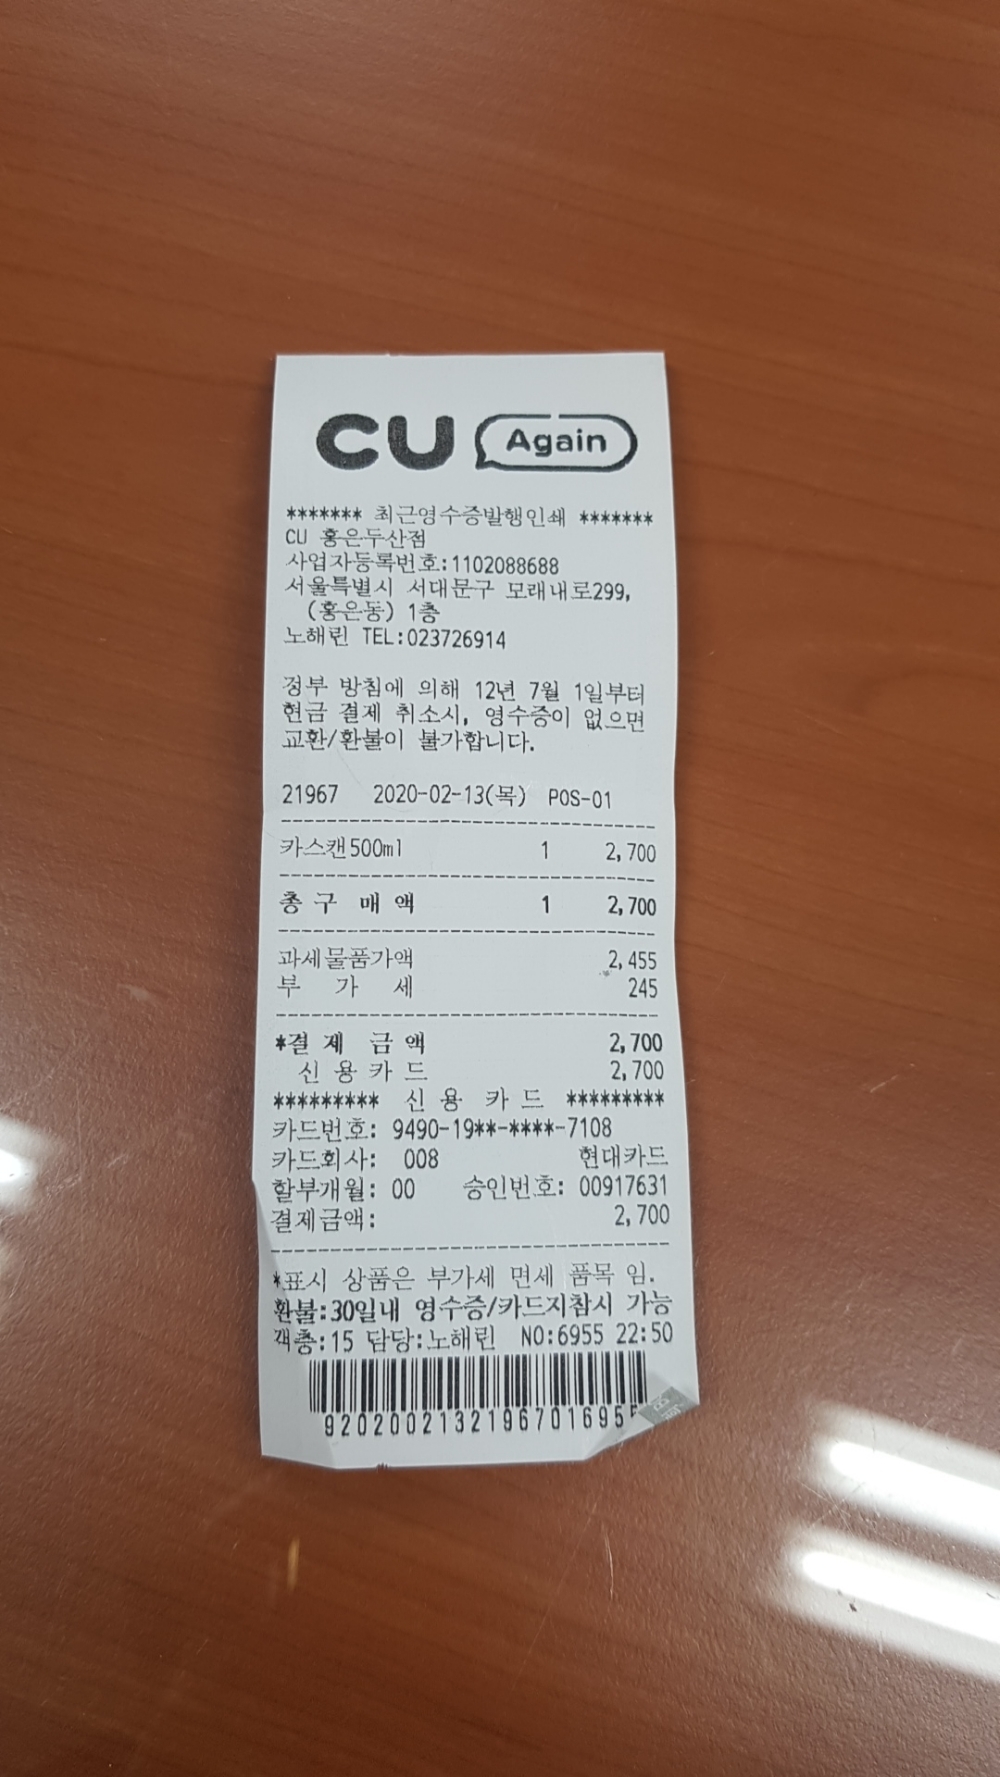 CU Again
******* 최근영수증발행인쇄 *******
CU 홍은두산점
사업자등록번호:1102088688
서울특별시 서대문구 모래내로299,
(홍은동) 1층
노해린 TEL:023726914
정부 방침에 의해 12년 7월 1일부터
현금 결제 취소시, 영수증이 없으면
교환/환불이 불가합니다.
21967 2020-02-13(목) POS-01
카스캔500ml 1 2,700
총 구 매 액 1 2,700
과세물품가액 2,455
부 가 세 245
*결 제 금 액 2,700
신 용 카 드 2,700
********* 신 용 카 드 *********
카드번호: 9490-19**-****-7108
카드회사: 008 현대카드
할부개월: 00 승인번호: 00917631
결제금액: 2,700
*표시 상품은 부가세 면세 품목 임.
환불:30일내 영수증/카드지참시 가능
객층:15 담당:노해린 NO:6955 22:50
92020021321967016955